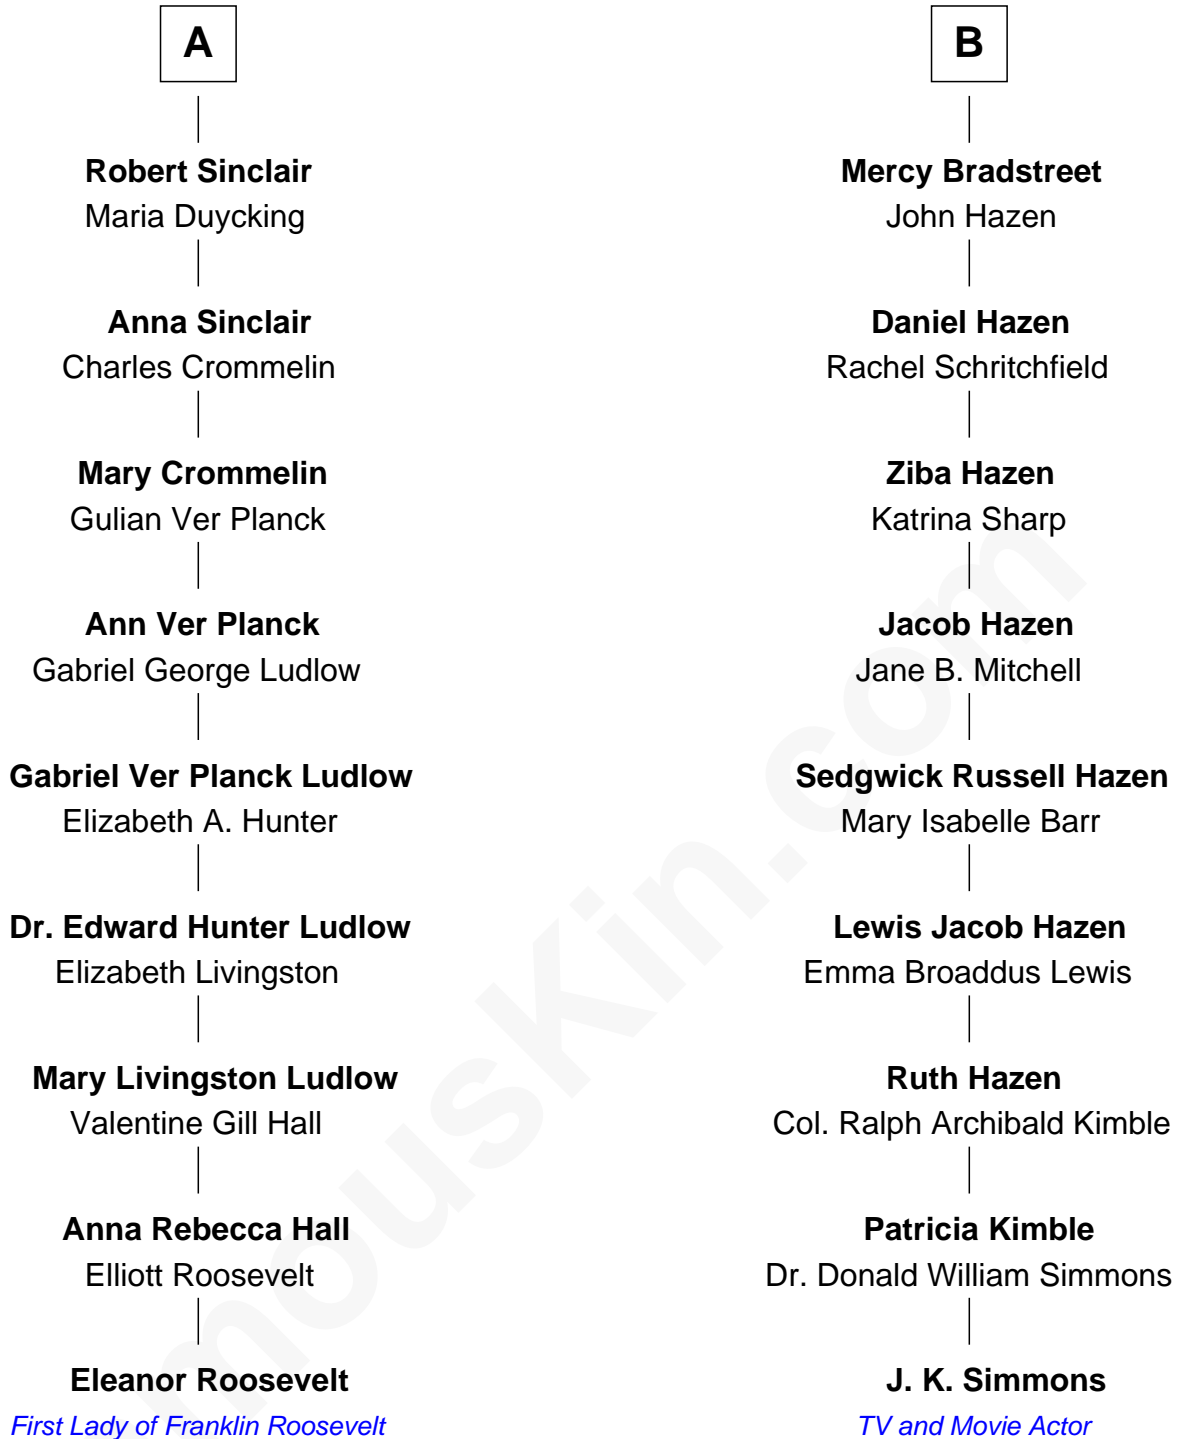 A
Robert Sinclair
Maria Duycking
Anna Sinclair
Charles Crommelin
Mary Crommelin
Gulian Ver Planck
Ann Ver Planck
Gabriel George Ludlow
Gabriel Ver Planck Ludlow
Elizabeth A. Hunter
Dr. Edward Hunter Ludlow
Elizabeth Livingston
Mary Livingston Ludlow
Valentine Gill Hall
Anna Rebecca Hall
Elliott Roosevelt
Eleanor Roosevelt
First Lady of Franklin Roosevelt
B
Mercy Bradstreet
John Hazen
Daniel Hazen
Rachel Schritchfield
Ziba Hazen
Katrina Sharp
Jacob Hazen
Jane B. Mitchell
Sedgwick Russell Hazen
Mary Isabelle Barr
Lewis Jacob Hazen
Emma Broaddus Lewis
Ruth Hazen
Col. Ralph Archibald Kimble
Patricia Kimble
Dr. Donald William Simmons
J. K. Simmons
TV and Movie Actor
mousKin.com